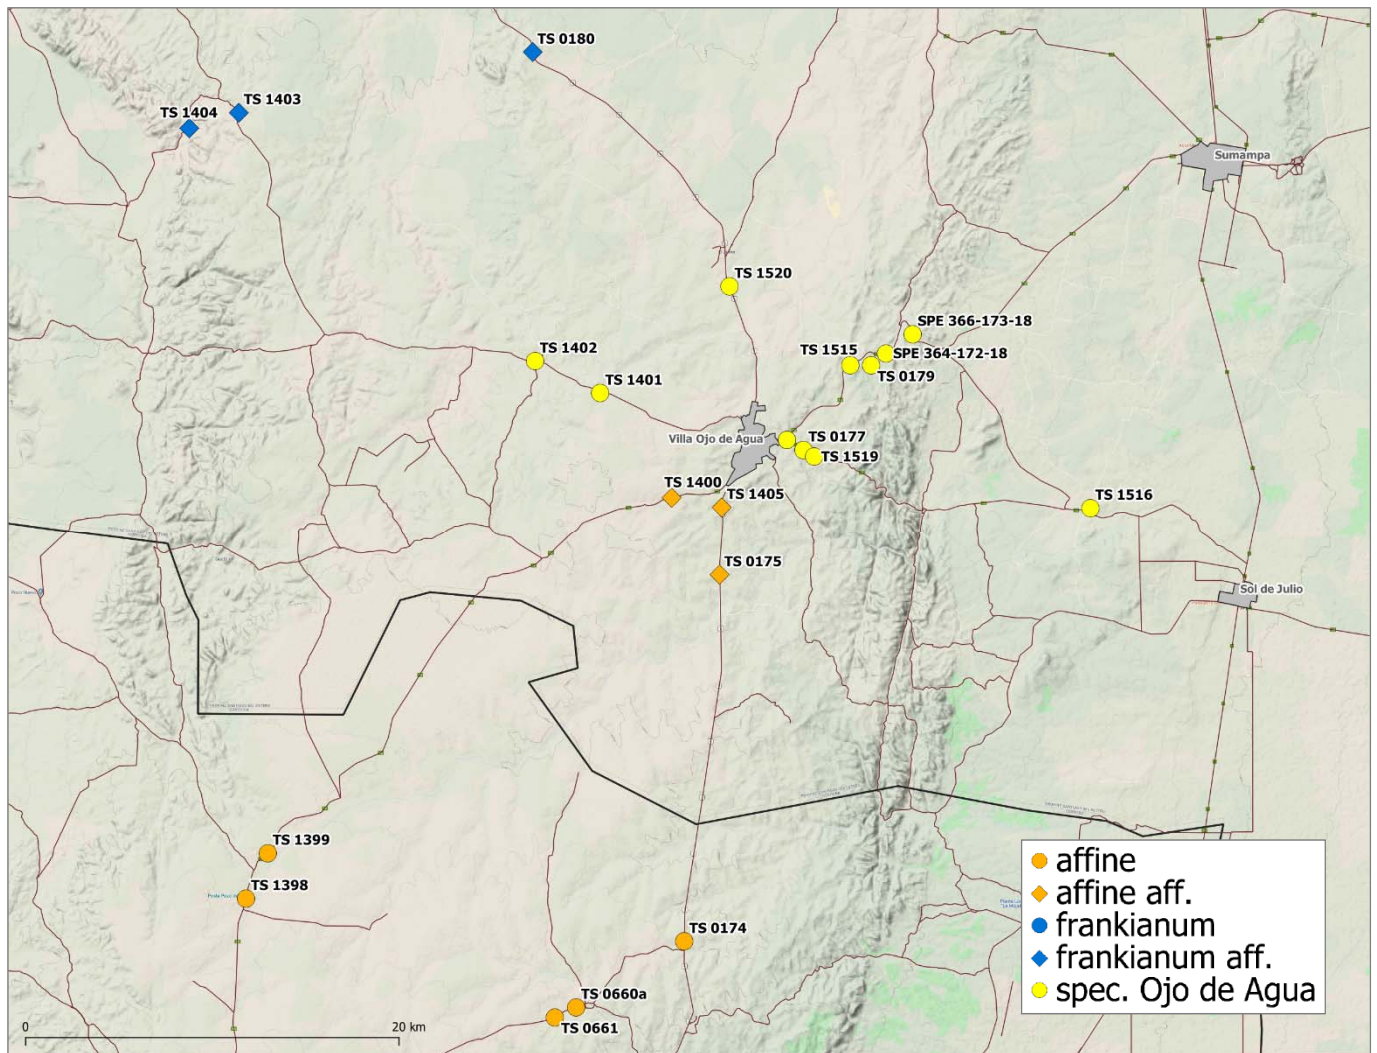 TS 0180
TS 1403
TS 1404
Sumampa
TS 1520
SPE 366-173-18
TS 1402
TS 1515
SPE 364-172-18
TS 0179
TS 1401
Villa Ojo de Agua
TS 0177
TS 1519
TS 1400
TS 1405
TS 1516
TS 0175
Sol de Julio
TS 1399
TS 1398
TS 0174
TS 0660a
TS 0661
0
20 km
affine
affine aff.
frankianum
frankianum aff.
spec. Ojo de Agua